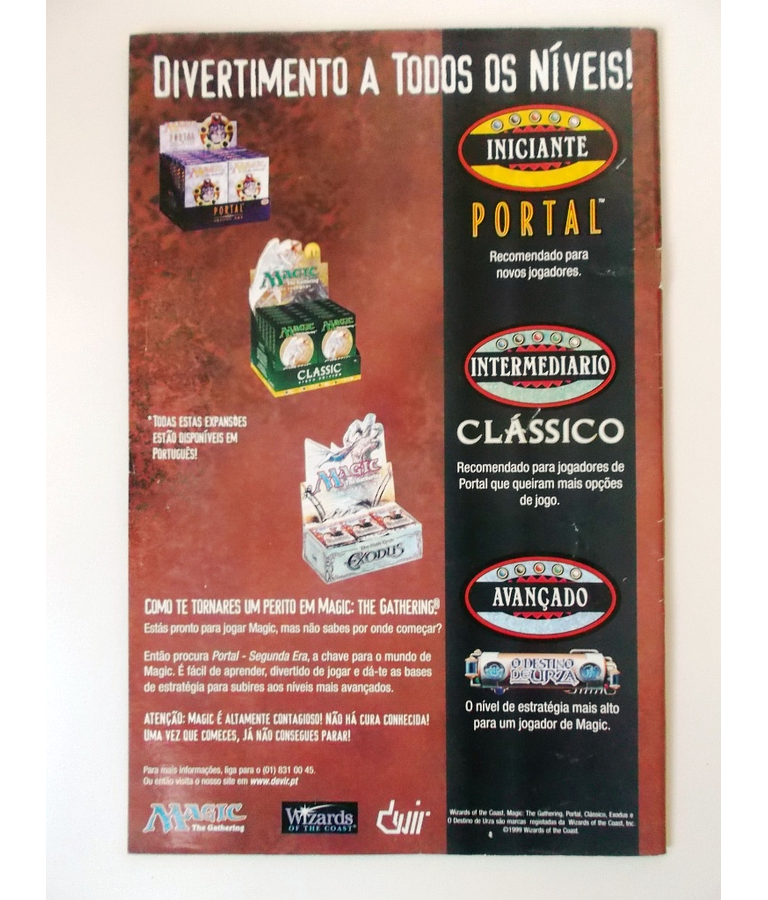 DIVERTIMENTO A TODOS OS NÍVEIS!
PORTAL
PORTAL
MAGIC
The Gathering
MAGIC
MAGIC
CLASSIC
SIXTH EDITION
*TODAS ESTAS EXPANSÕES
ESTÃO DISPONÍVEIS EM
PORTUGUÊS!
MAGIC
EXODUS
INICIANTE
PORTAL™
Recomendado para
novos jogadores.
INTERMEDIARIO
CLÁSSICO
Recomendado para jogadores de
Portal que queiram mais opções
de jogo.
AVANÇADO
O DESTINO
DE URZA
O nível de estratégia mais alto
para um jogador de Magic.
COMO TE TORNARES UM PERITO EM MAGIC: THE GATHERING®?
Estás pronto para jogar Magic, mas não sabes por onde começar?
Então procura Portal - Segunda Era, a chave para o mundo de
Magic. É fácil de aprender, divertido de jogar e dá-te as bases
de estratégia para subires aos níveis mais avançados.
ATENÇÃO: MAGIC É ALTAMENTE CONTAGIOSO! NÃO HÁ CURA CONHECIDA!
UMA VEZ QUE COMECES, JÁ NÃO CONSEGUES PARAR!
Para mais informações, liga para o (01) 831 00 45.
Ou então visita o nosso site em www.devir.pt
MAGIC
The Gathering
Wizards
OF THE COAST®
devir
Wizards of the Coast, Magic: The Gathering, Portal, Clássico, Exodus e
O Destino de Urza são marcas registadas da Wizards of the Coast, Inc.
©1999 Wizards of the Coast